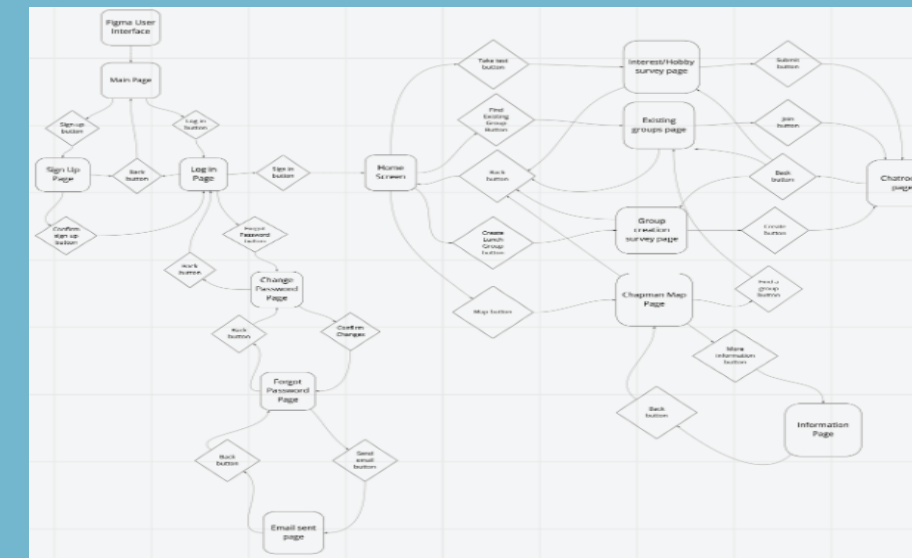 Figma User
Interface
Main Page
Sign up
button
Log in
button
Sign Up
Page
Back
button
Log in
Page
Sign in
button
Confirm
sign up
button
Forgot
Password
button
Back
button
Change
Password
Page
Back
button
Confirm
Changes
Forgot
Password
Page
Back
button
Send
email
button
Email sent
page
Home
Screen
Take test
button
Interest/Hobby
survey page
Submit
button
Find
Existing
Group
Button
Existing
groups page
Join
button
Back
button
Back
button
Chatroo
page
Create
Lunch
Group
button
Group
creation
survey page
Create
button
Map button
Chapman Map
Page
Find a
group
button
More
information
button
Back
button
Information
Page